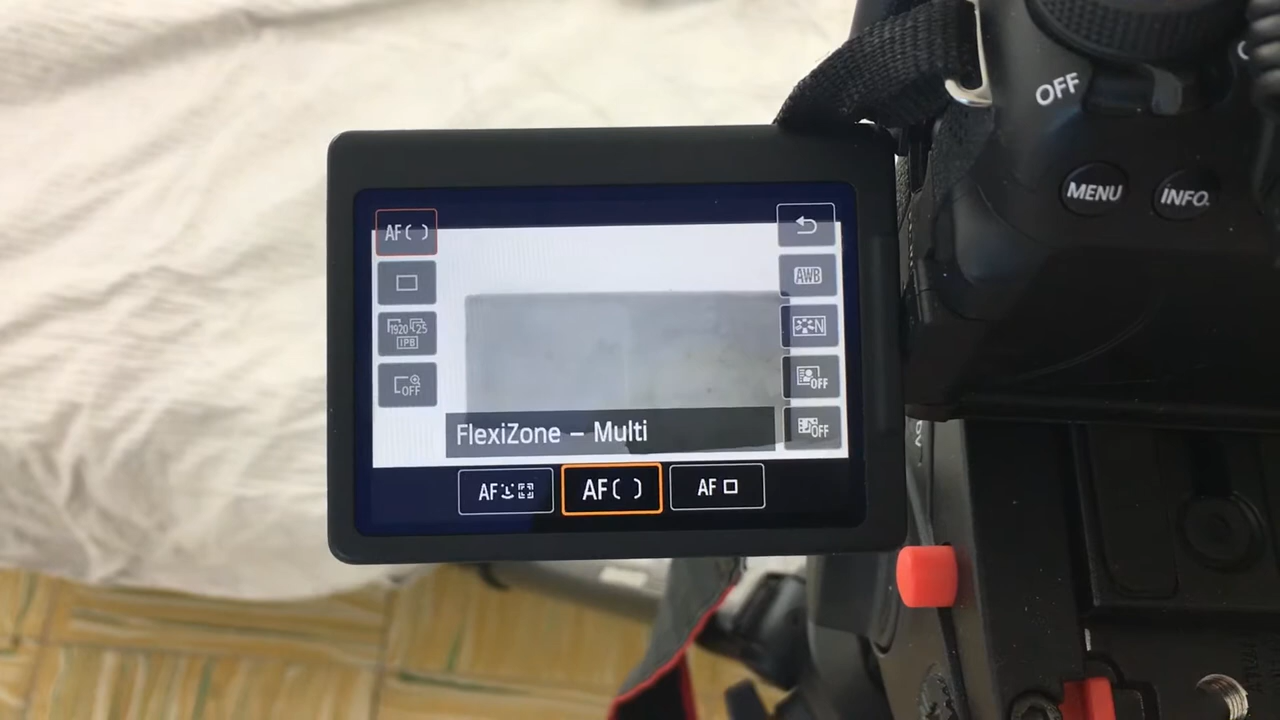 OFF
MENU
INFO.
AF ( )
AWB
1920 25
IPB
N
OFF
OFF
OFF
FlexiZone – Multi
AF
AF ( )
AF